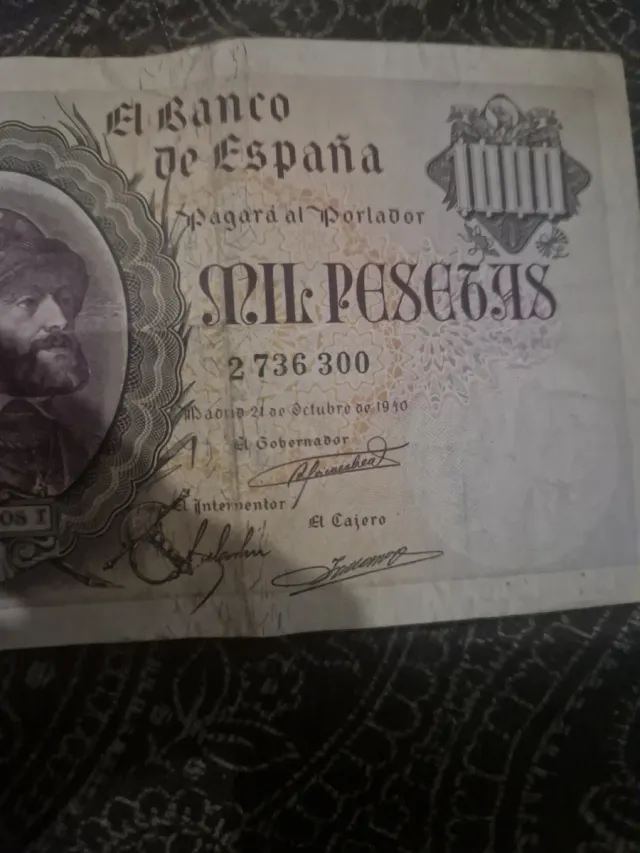 El Banco
de España
Pagará al Portador
MIL PESETAS
2 736 300
Madrid 21 de Octubre de 1940
El Gobernador
El Interventor
El Cajero
OS I